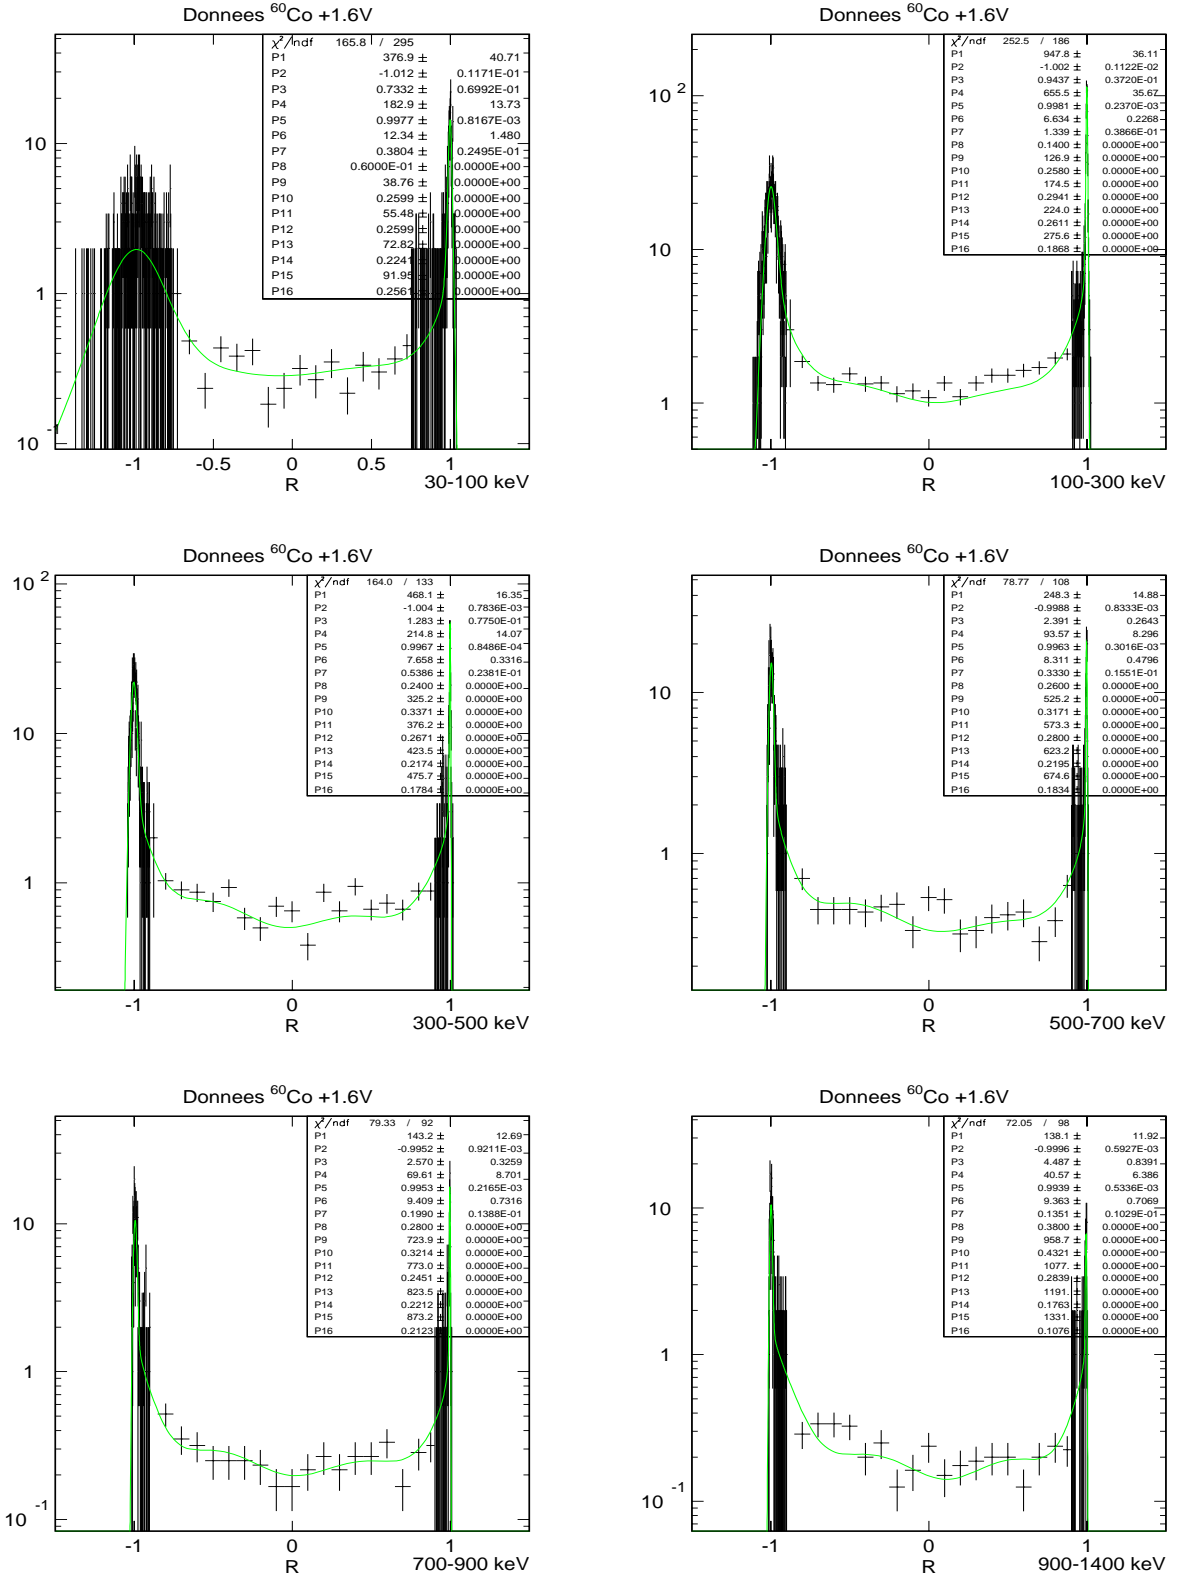 Donnees ⁶⁰Co +1.6V
χ²/ndf 165.8 / 295
P1 376.9 ± 40.71
P2 -1.012 ± 0.1171E-01
P3 0.7332 ± 0.6992E-01
P4 182.9 ± 13.73
P5 0.9977 ± 0.8167E-03
P6 12.34 ± 1.480
P7 0.3804 ± 0.2495E-01
P8 0.6000E-01 ± 0.0000E+00
P9 38.76 ± 0.0000E+00
P10 0.2599 ± 0.0000E+00
P11 55.48 ± 0.0000E+00
P12 0.2599 ± 0.0000E+00
P13 72.82 ± 0.0000E+00
P14 0.2241 ± 0.0000E+00
P15 91.95 ± 0.0000E+00
P16 0.2561 ± 0.0000E+00
10
1
10 -
-1 -0.5 0 0.5 1
R
30-100 keV
Donnees ⁶⁰Co +1.6V
χ²/ndf 252.5 / 186
P1 947.8 ± 36.11
P2 -1.002 ± 0.1122E-02
P3 0.9437 ± 0.3720E-01
P4 655.5 ± 35.67
P5 0.9981 ± 0.2370E-03
P6 6.634 ± 0.2268
P7 1.339 ± 0.3866E-01
P8 0.1400 ± 0.0000E+00
P9 126.9 ± 0.0000E+00
P10 0.2580 ± 0.0000E+00
P11 174.5 ± 0.0000E+00
P12 0.2941 ± 0.0000E+00
P13 224.0 ± 0.0000E+00
P14 0.2611 ± 0.0000E+00
P15 275.6 ± 0.0000E+00
P16 0.1868 ± 0.0000E+00
10 ²
10
1
-1 0 1
R
100-300 keV
Donnees ⁶⁰Co +1.6V
χ²/ndf 164.0 / 133
P1 468.1 ± 16.35
P2 -1.004 ± 0.7836E-03
P3 1.283 ± 0.7750E-01
P4 214.8 ± 14.07
P5 0.9967 ± 0.8486E-04
P6 7.658 ± 0.3316
P7 0.5386 ± 0.2381E-01
P8 0.2400 ± 0.0000E+00
P9 325.2 ± 0.0000E+00
P10 0.3371 ± 0.0000E+00
P11 376.2 ± 0.0000E+00
P12 0.2671 ± 0.0000E+00
P13 423.5 ± 0.0000E+00
P14 0.2174 ± 0.0000E+00
P15 475.7 ± 0.0000E+00
P16 0.1784 ± 0.0000E+00
10 ²
10
1
-1 0 1
R
300-500 keV
Donnees ⁶⁰Co +1.6V
χ²/ndf 78.77 / 108
P1 248.3 ± 14.88
P2 -0.9988 ± 0.8333E-03
P3 2.391 ± 0.2643
P4 93.57 ± 8.296
P5 0.9963 ± 0.3016E-03
P6 8.311 ± 0.4796
P7 0.3330 ± 0.1551E-01
P8 0.2600 ± 0.0000E+00
P9 525.2 ± 0.0000E+00
P10 0.3171 ± 0.0000E+00
P11 573.3 ± 0.0000E+00
P12 0.2800 ± 0.0000E+00
P13 623.2 ± 0.0000E+00
P14 0.2195 ± 0.0000E+00
P15 674.6 ± 0.0000E+00
P16 0.1834 ± 0.0000E+00
10
1
-1 0 1
R
500-700 keV
Donnees ⁶⁰Co +1.6V
χ²/ndf 79.33 / 92
P1 143.2 ± 12.69
P2 -0.9952 ± 0.9211E-03
P3 2.570 ± 0.3259
P4 69.61 ± 8.701
P5 0.9953 ± 0.2165E-03
P6 9.409 ± 0.7316
P7 0.1990 ± 0.1388E-01
P8 0.2800 ± 0.0000E+00
P9 723.9 ± 0.0000E+00
P10 0.3214 ± 0.0000E+00
P11 773.0 ± 0.0000E+00
P12 0.2451 ± 0.0000E+00
P13 823.5 ± 0.0000E+00
P14 0.2212 ± 0.0000E+00
P15 873.2 ± 0.0000E+00
P16 0.2123 ± 0.0000E+00
10
1
10 ⁻¹
-1 0 1
R
700-900 keV
Donnees ⁶⁰Co +1.6V
χ²/ndf 72.05 / 98
P1 138.1 ± 11.92
P2 -0.9996 ± 0.5927E-03
P3 4.487 ± 0.8391
P4 40.57 ± 6.386
P5 0.9939 ± 0.5336E-03
P6 9.363 ± 0.7069
P7 0.1351 ± 0.1029E-01
P8 0.3800 ± 0.0000E+00
P9 958.7 ± 0.0000E+00
P10 0.4321 ± 0.0000E+00
P11 1077. ± 0.0000E+00
P12 0.2839 ± 0.0000E+00
P13 1191. ± 0.0000E+00
P14 0.1763 ± 0.0000E+00
P15 1331. ± 0.0000E+00
P16 0.1076 ± 0.0000E+00
10
1
10 ⁻¹
-1 0 1
R
900-1400 keV